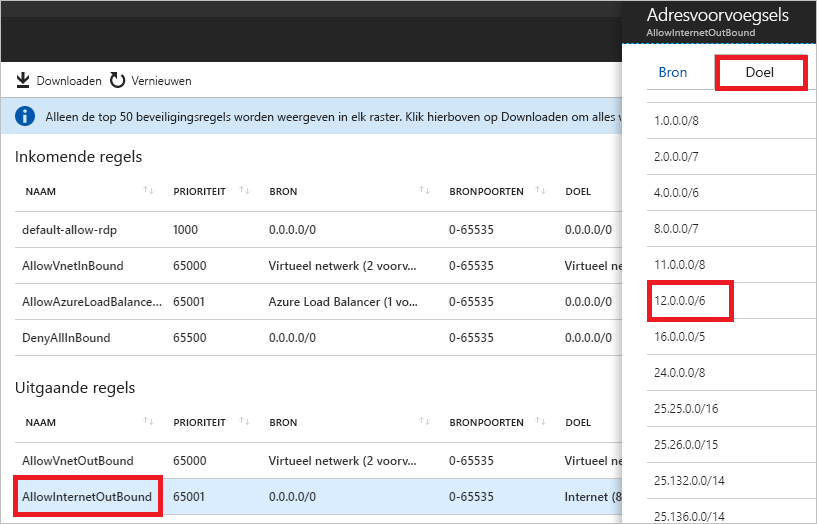 Adresvoorvoegsels
AllowInternetOutBound
Downloaden Vernieuwen
Bron Doel
Alleen de top 50 beveiligingsregels worden weergeven in elk raster. Klik hierboven op Downloaden om alles
Inkomende regels
NAAM PRIORITEIT BRON BRONPOORTEN DOEL
default-allow-rdp 1000 0.0.0.0/0 0-65535 0.0.0.0/0
AllowVnetInBound 65000 Virtueel netwerk (2 voorv... 0-65535 Virtueel ne
AllowAzureLoadBalance... 65001 Azure Load Balancer (1 vo... 0-65535 0.0.0.0/0
DenyAllInBound 65500 0.0.0.0/0 0-65535 0.0.0.0/0
Uitgaande regels
NAAM PRIORITEIT BRON BRONPOORTEN DOEL
AllowVnetOutBound 65000 Virtueel netwerk (2 voorv... 0-65535 Virtueel ne
AllowInternetOutBound 65001 0.0.0.0/0 0-65535 Internet (8
1.0.0.0/8
2.0.0.0/7
4.0.0.0/6
8.0.0.0/7
11.0.0.0/8
12.0.0.0/6
16.0.0.0/5
24.0.0.0/8
25.25.0.0/16
25.26.0.0/15
25.132.0.0/14
25.136.0.0/14